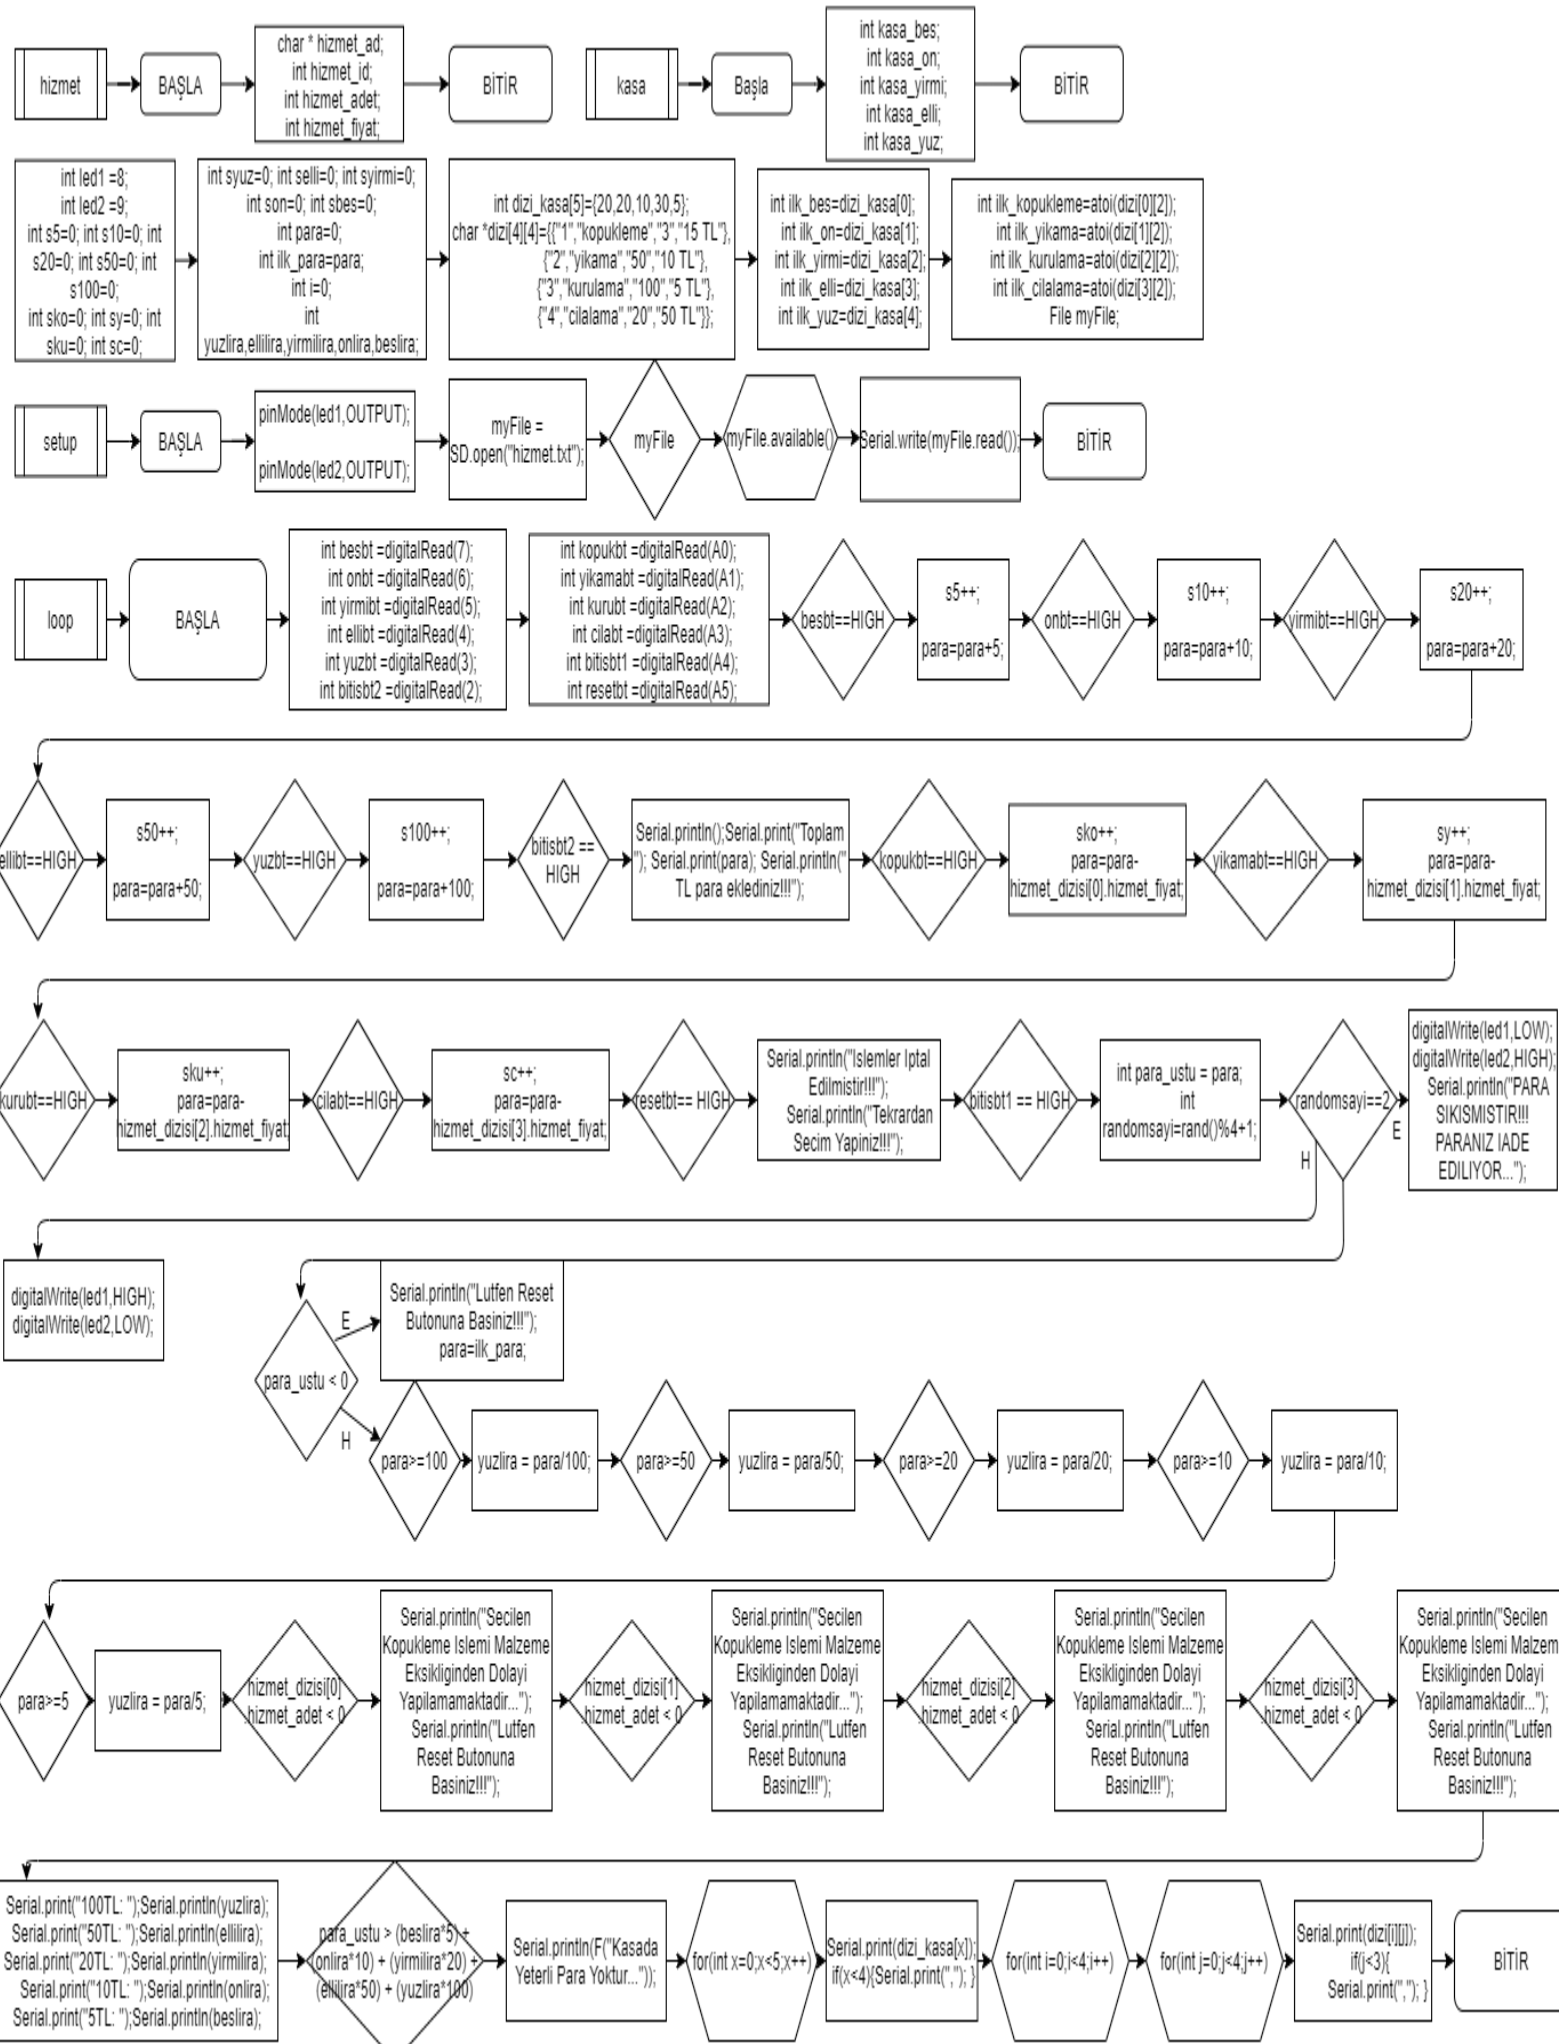 hizmet
BAŞLA
char * hizmet_ad;
int hizmet_id;
int hizmet_adet;
int hizmet_fiyat;
BİTİR
kasa
Başla
int kasa_bes;
int kasa_on;
int kasa_yirmi;
int kasa_elli;
int kasa_yuz;
BİTİR
int led1 =8;
int led2 =9;
int s5=0; int s10=0; int
s20=0; int s50=0; int
s100=0;
int sko=0; int sy=0; int
sku=0; int sc=0;
int syuz=0; int selli=0; int syirmi=0;
int son=0; int sbes=0;
int para=0;
int ilk_para=para;
int i=0;
int
yuzlira,ellilira,yirmilira,onlira,beslira;
int dizi_kasa[5]={20,20,10,30,5};
char *dizi[4][4]={{"1","kopukleme","3","15 TL"},
{"2","yikama","50","10 TL"},
{"3","kurulama","100","5 TL"},
{"4","cilalama","20","50 TL"}};
int ilk_bes=dizi_kasa[0];
int ilk_on=dizi_kasa[1];
int ilk_yirmi=dizi_kasa[2];
int ilk_elli=dizi_kasa[3];
int ilk_yuz=dizi_kasa[4];
int ilk_kopukleme=atoi(dizi[0][2]);
int ilk_yikama=atoi(dizi[1][2]);
int ilk_kurulama=atoi(dizi[2][2]);
int ilk_cilalama=atoi(dizi[3][2]);
File myFile;
setup
BAŞLA
pinMode(led1,OUTPUT);
pinMode(led2,OUTPUT);
myFile =
SD.open("hizmet.txt");
myFile
myFile.available()
Serial.write(myFile.read());
BİTİR
loop
BAŞLA
int besbt =digitalRead(7);
int onbt =digitalRead(6);
int yirmibt =digitalRead(5);
int ellibt =digitalRead(4);
int yuzbt =digitalRead(3);
int bitisbt2 =digitalRead(2);
int kopukbt =digitalRead(A0);
int yikamabt =digitalRead(A1);
int kurubt =digitalRead(A2);
int cilabt =digitalRead(A3);
int bitisbt1 =digitalRead(A4);
int resetbt =digitalRead(A5);
besbt==HIGH
s5++;
para=para+5;
onbt==HIGH
s10++;
para=para+10;
yirmibt==HIGH
s20++;
para=para+20;
ellibt==HIGH
s50++;
para=para+50;
yuzbt==HIGH
s100++;
para=para+100;
bitisbt2 ==
HIGH
Serial.println();Serial.print("Toplam
"); Serial.print(para); Serial.println("
TL para eklediniz!!!");
kopukbt==HIGH
sko++;
para=para-
hizmet_dizisi[0].hizmet_fiyat;
yikamabt==HIGH
sy++;
para=para-
hizmet_dizisi[1].hizmet_fiyat;
kurubt==HIGH
sku++;
para=para-
hizmet_dizisi[2].hizmet_fiyat;
cilabt==HIGH
sc++;
para=para-
hizmet_dizisi[3].hizmet_fiyat;
resetbt== HIGH
Serial.println("Islemler Iptal
Edilmistir!!!");
Serial.println("Tekrardan
Secim Yapiniz!!!");
bitisbt1 == HIGH
int para_ustu = para;
int
randomsayi=rand()%4+1;
randomsayi==2
E
H
digitalWrite(led1,LOW);
digitalWrite(led2,HIGH);
Serial.println("PARA
SIKISMISTIR!!!
PARANIZ IADE
EDILIYOR...");
digitalWrite(led1,HIGH);
digitalWrite(led2,LOW);
para_ustu < 0
E
H
Serial.println("Lutfen Reset
Butonuna Basiniz!!!");
para=ilk_para;
para>=100
yuzlira = para/100;
para>=50
yuzlira = para/50;
para>=20
yuzlira = para/20;
para>=10
yuzlira = para/10;
para>=5
yuzlira = para/5;
hizmet_dizisi[0]
.hizmet_adet < 0
Serial.println("Secilen
Kopukleme Islemi Malzeme
Eksikliginden Dolayi
Yapilamamaktadir...");
Serial.println("Lutfen
Reset Butonuna
Basiniz!!!");
hizmet_dizisi[1]
.hizmet_adet < 0
Serial.println("Secilen
Kopukleme Islemi Malzeme
Eksikliginden Dolayi
Yapilamamaktadir...");
Serial.println("Lutfen
Reset Butonuna
Basiniz!!!");
hizmet_dizisi[2]
.hizmet_adet < 0
Serial.println("Secilen
Kopukleme Islemi Malzeme
Eksikliginden Dolayi
Yapilamamaktadir...");
Serial.println("Lutfen
Reset Butonuna
Basiniz!!!");
hizmet_dizisi[3]
.hizmet_adet < 0
Serial.println("Secilen
Kopukleme Islemi Malzem
Eksikliginden Dolayi
Yapilamamaktadir...");
Serial.println("Lutfen
Reset Butonuna
Basiniz!!!");
Serial.print("100TL: ");Serial.println(yuzlira);
Serial.print("50TL: ");Serial.println(ellilira);
Serial.print("20TL: ");Serial.println(yirmilira);
Serial.print("10TL: ");Serial.println(onlira);
Serial.print("5TL: ");Serial.println(beslira);
para_ustu > (beslira*5) +
(onlira*10) + (yirmilira*20) +
(ellilira*50) + (yuzlira*100)
Serial.println(F("Kasada
Yeterli Para Yoktur..."));
for(int x=0;x<5;x++)
Serial.print(dizi_kasa[x]);
if(x<4){Serial.print(","); }
for(int i=0;i<4;i++)
for(int j=0;j<4;j++)
Serial.print(dizi[i][j]);
if(j<3){
Serial.print(","); }
BİTİR